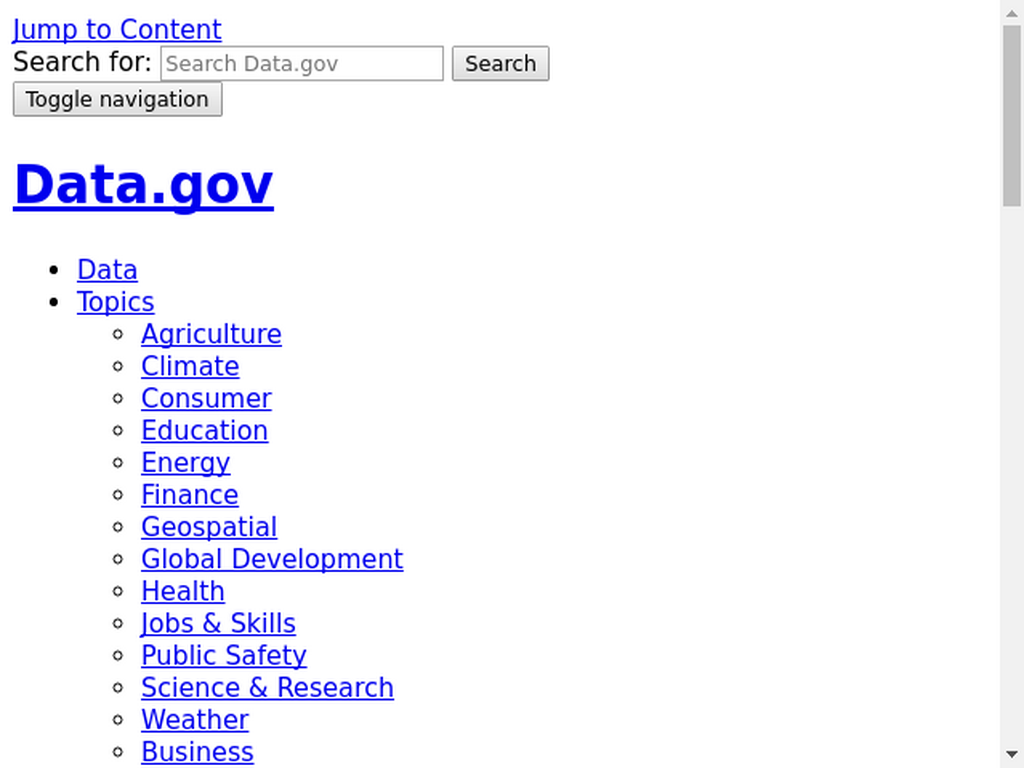 Jump to Content
Search for: Search Data.gov Search
Toggle navigation
Data.gov
Data
Topics
Agriculture
Climate
Consumer
Education
Energy
Finance
Geospatial
Global Development
Health
Jobs & Skills
Public Safety
Science & Research
Weather
Business